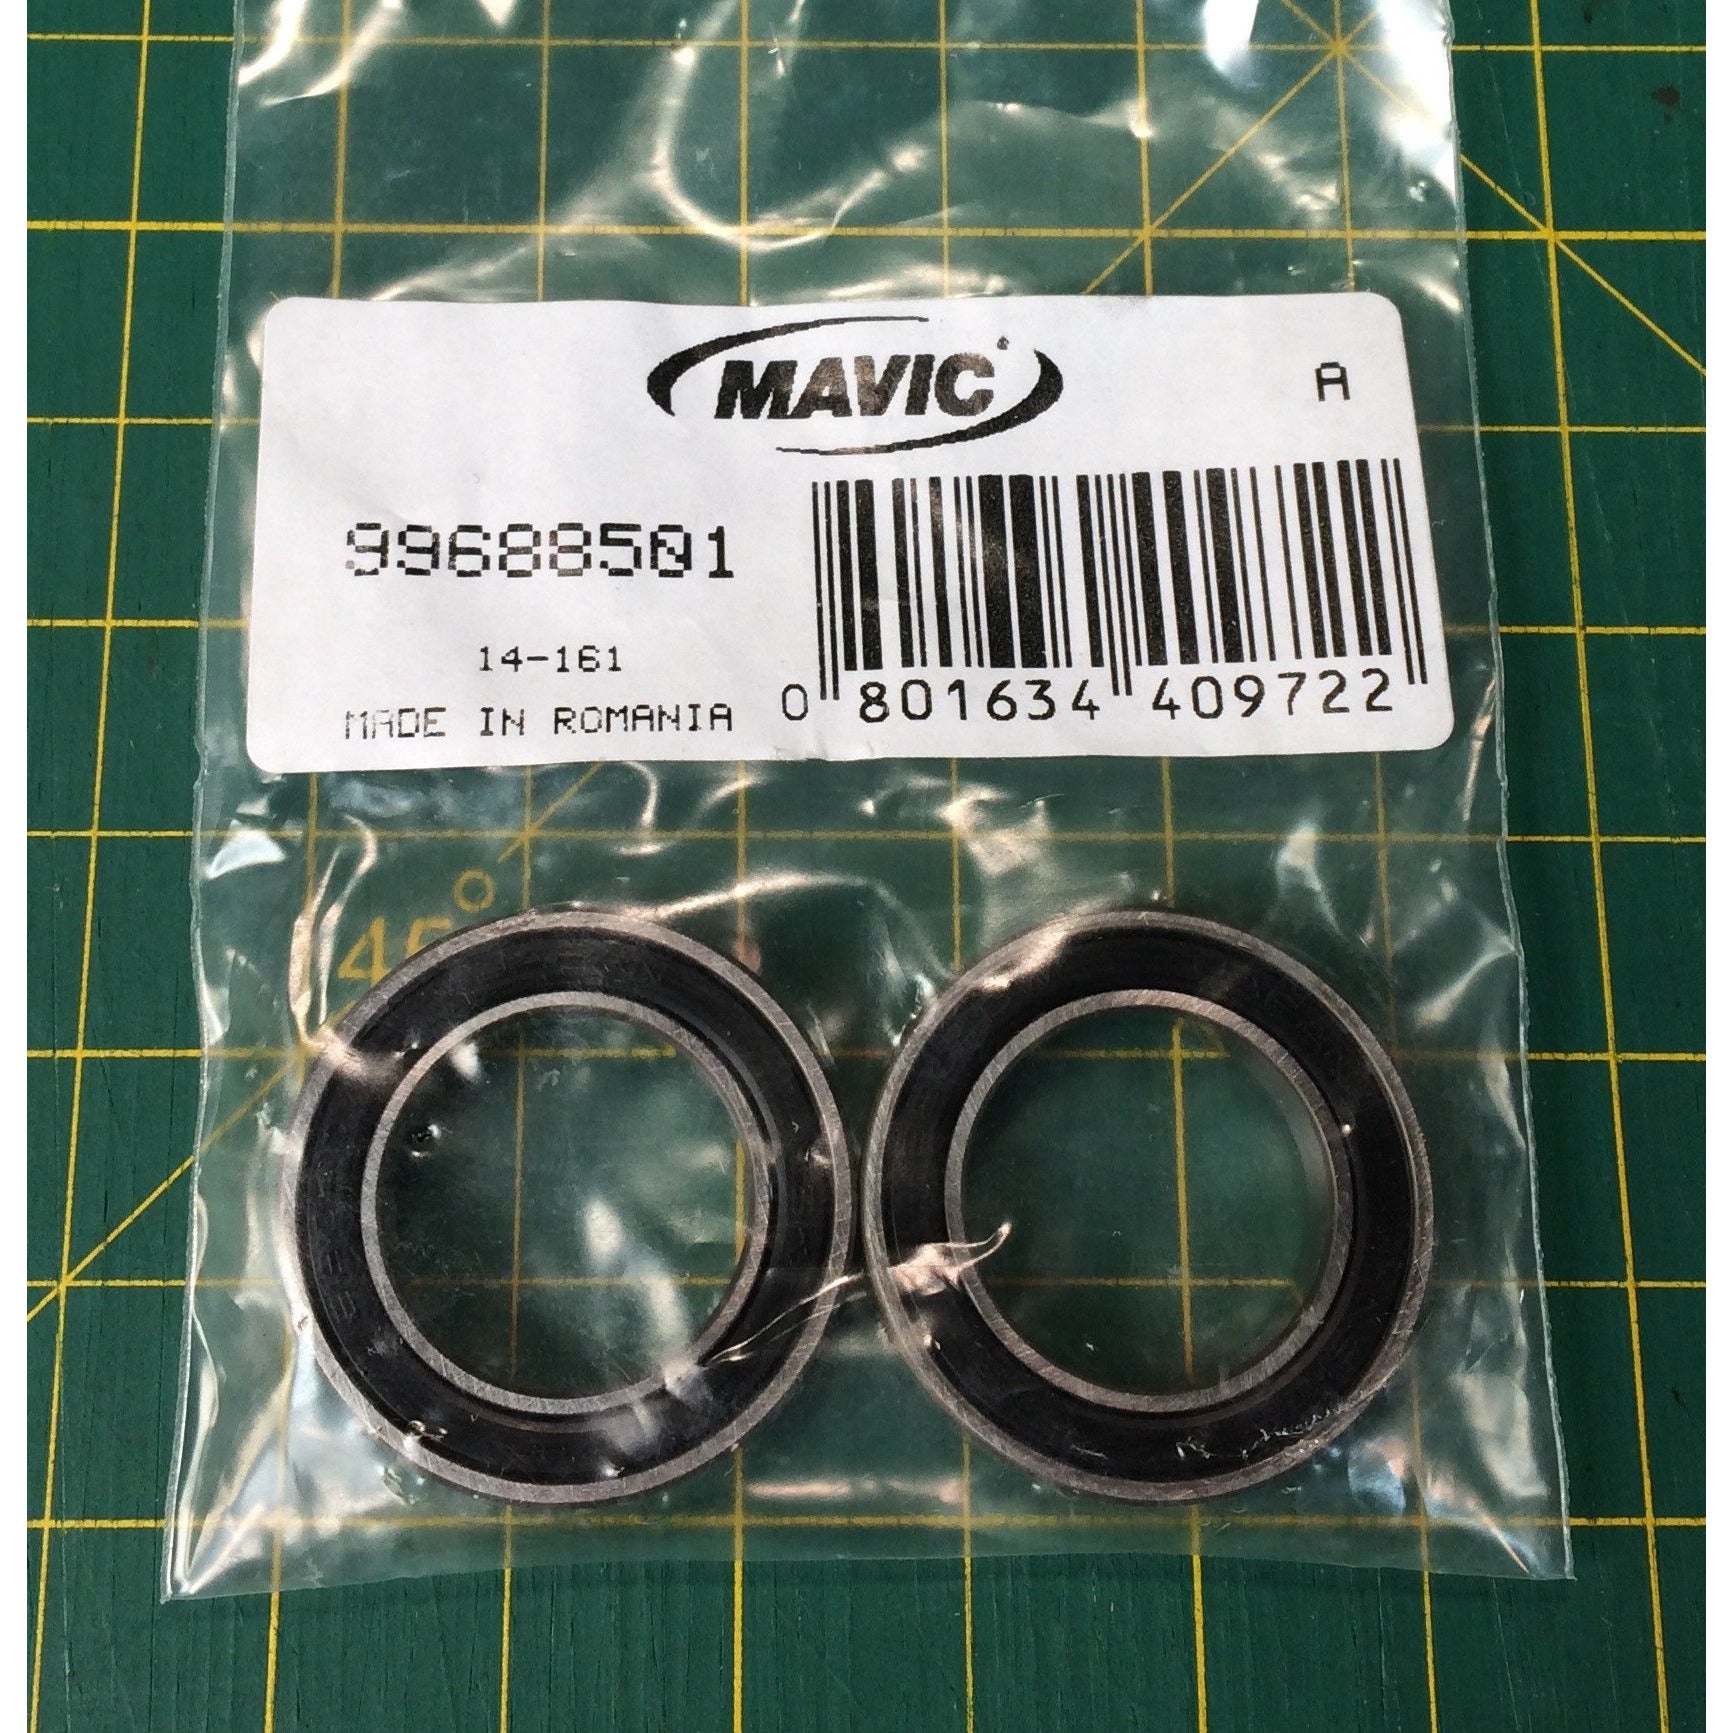 MAVIC
A
99688501
14-161
MADE IN ROMANIA
0 801634 409722